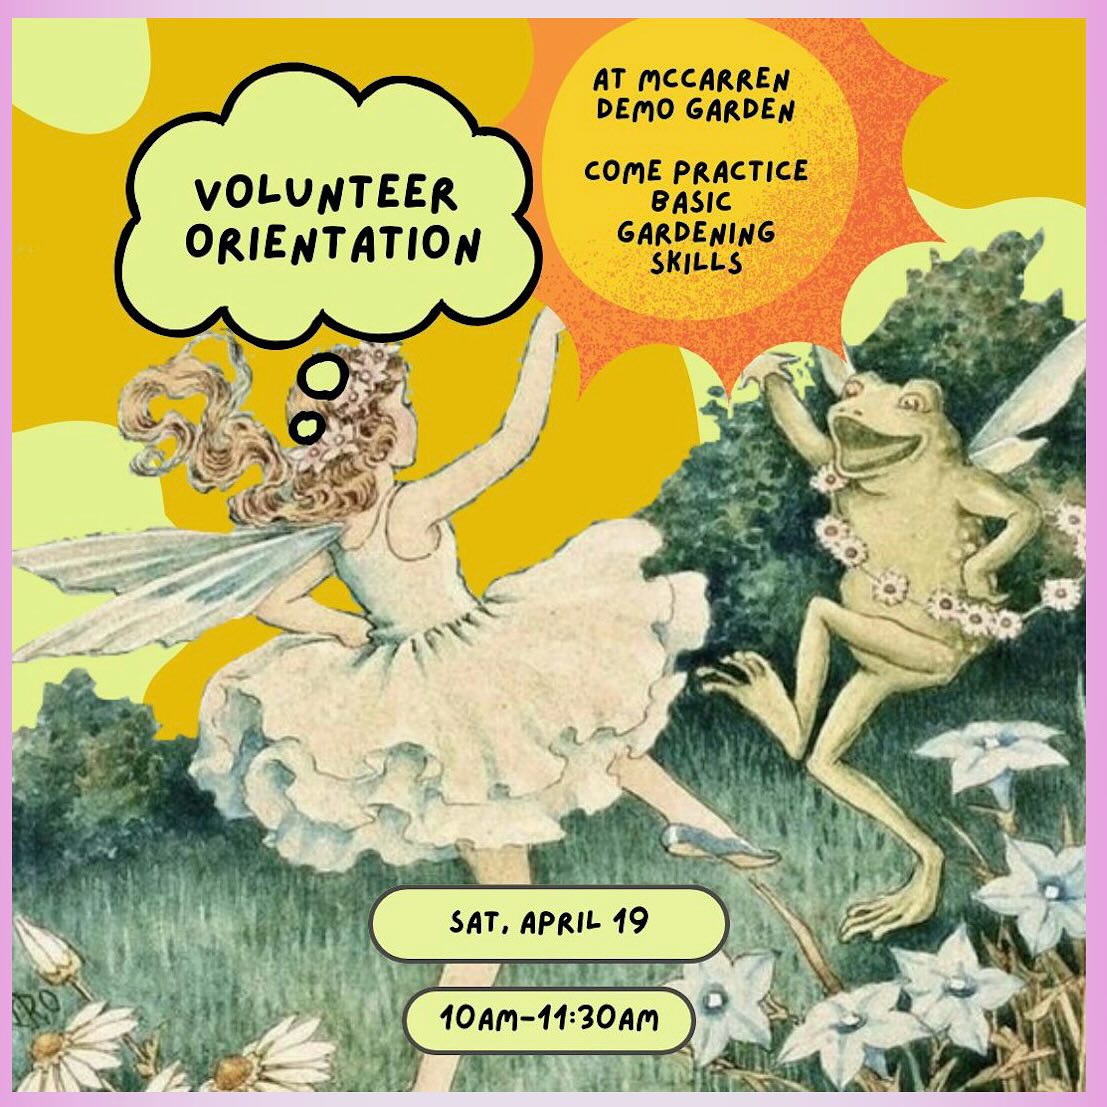 VOLUNTEER
ORIENTATION
AT MCCARREN
DEMO GARDEN
COME PRACTICE
BASIC
GARDENING
SKILLS
SAT, APRIL 19
10AM-11:30AM